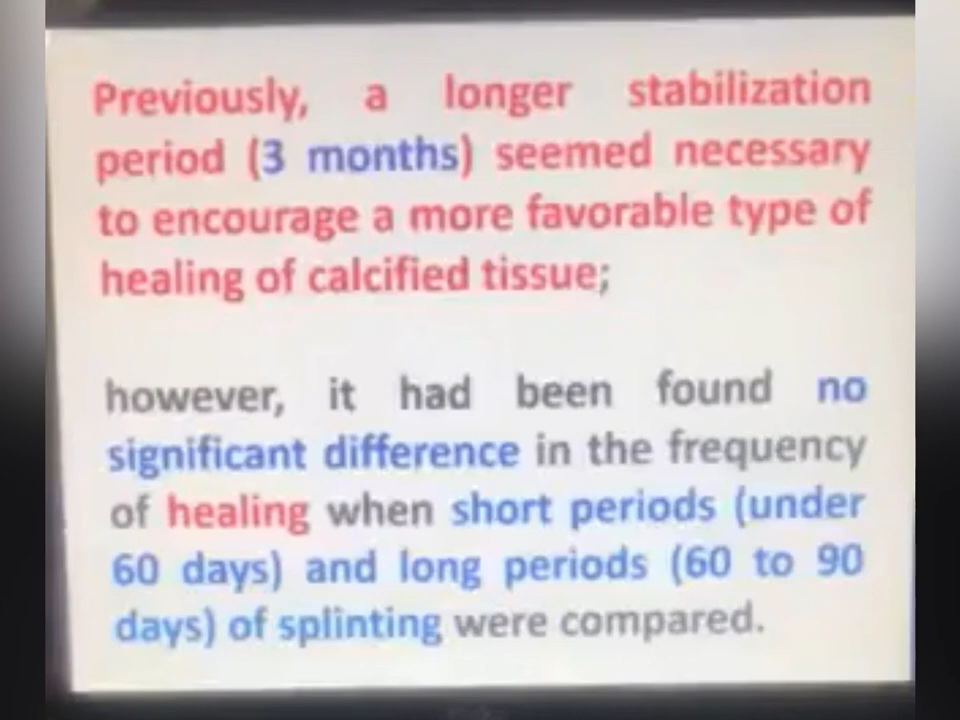 Previously, a longer stabilization
period (3 months) seemed necessary
to encourage a more favorable type of
healing of calcified tissue;
however, it had been found no
significant difference in the frequency
of healing when short periods (under
60 days) and long periods (60 to 90
days) of splinting were compared.